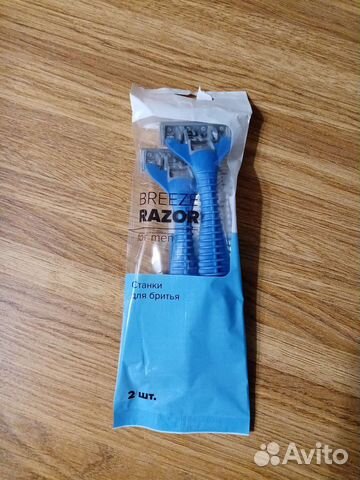 BREEZE
RAZOR
for men
Станки
для бритья
2 шт.
Avito